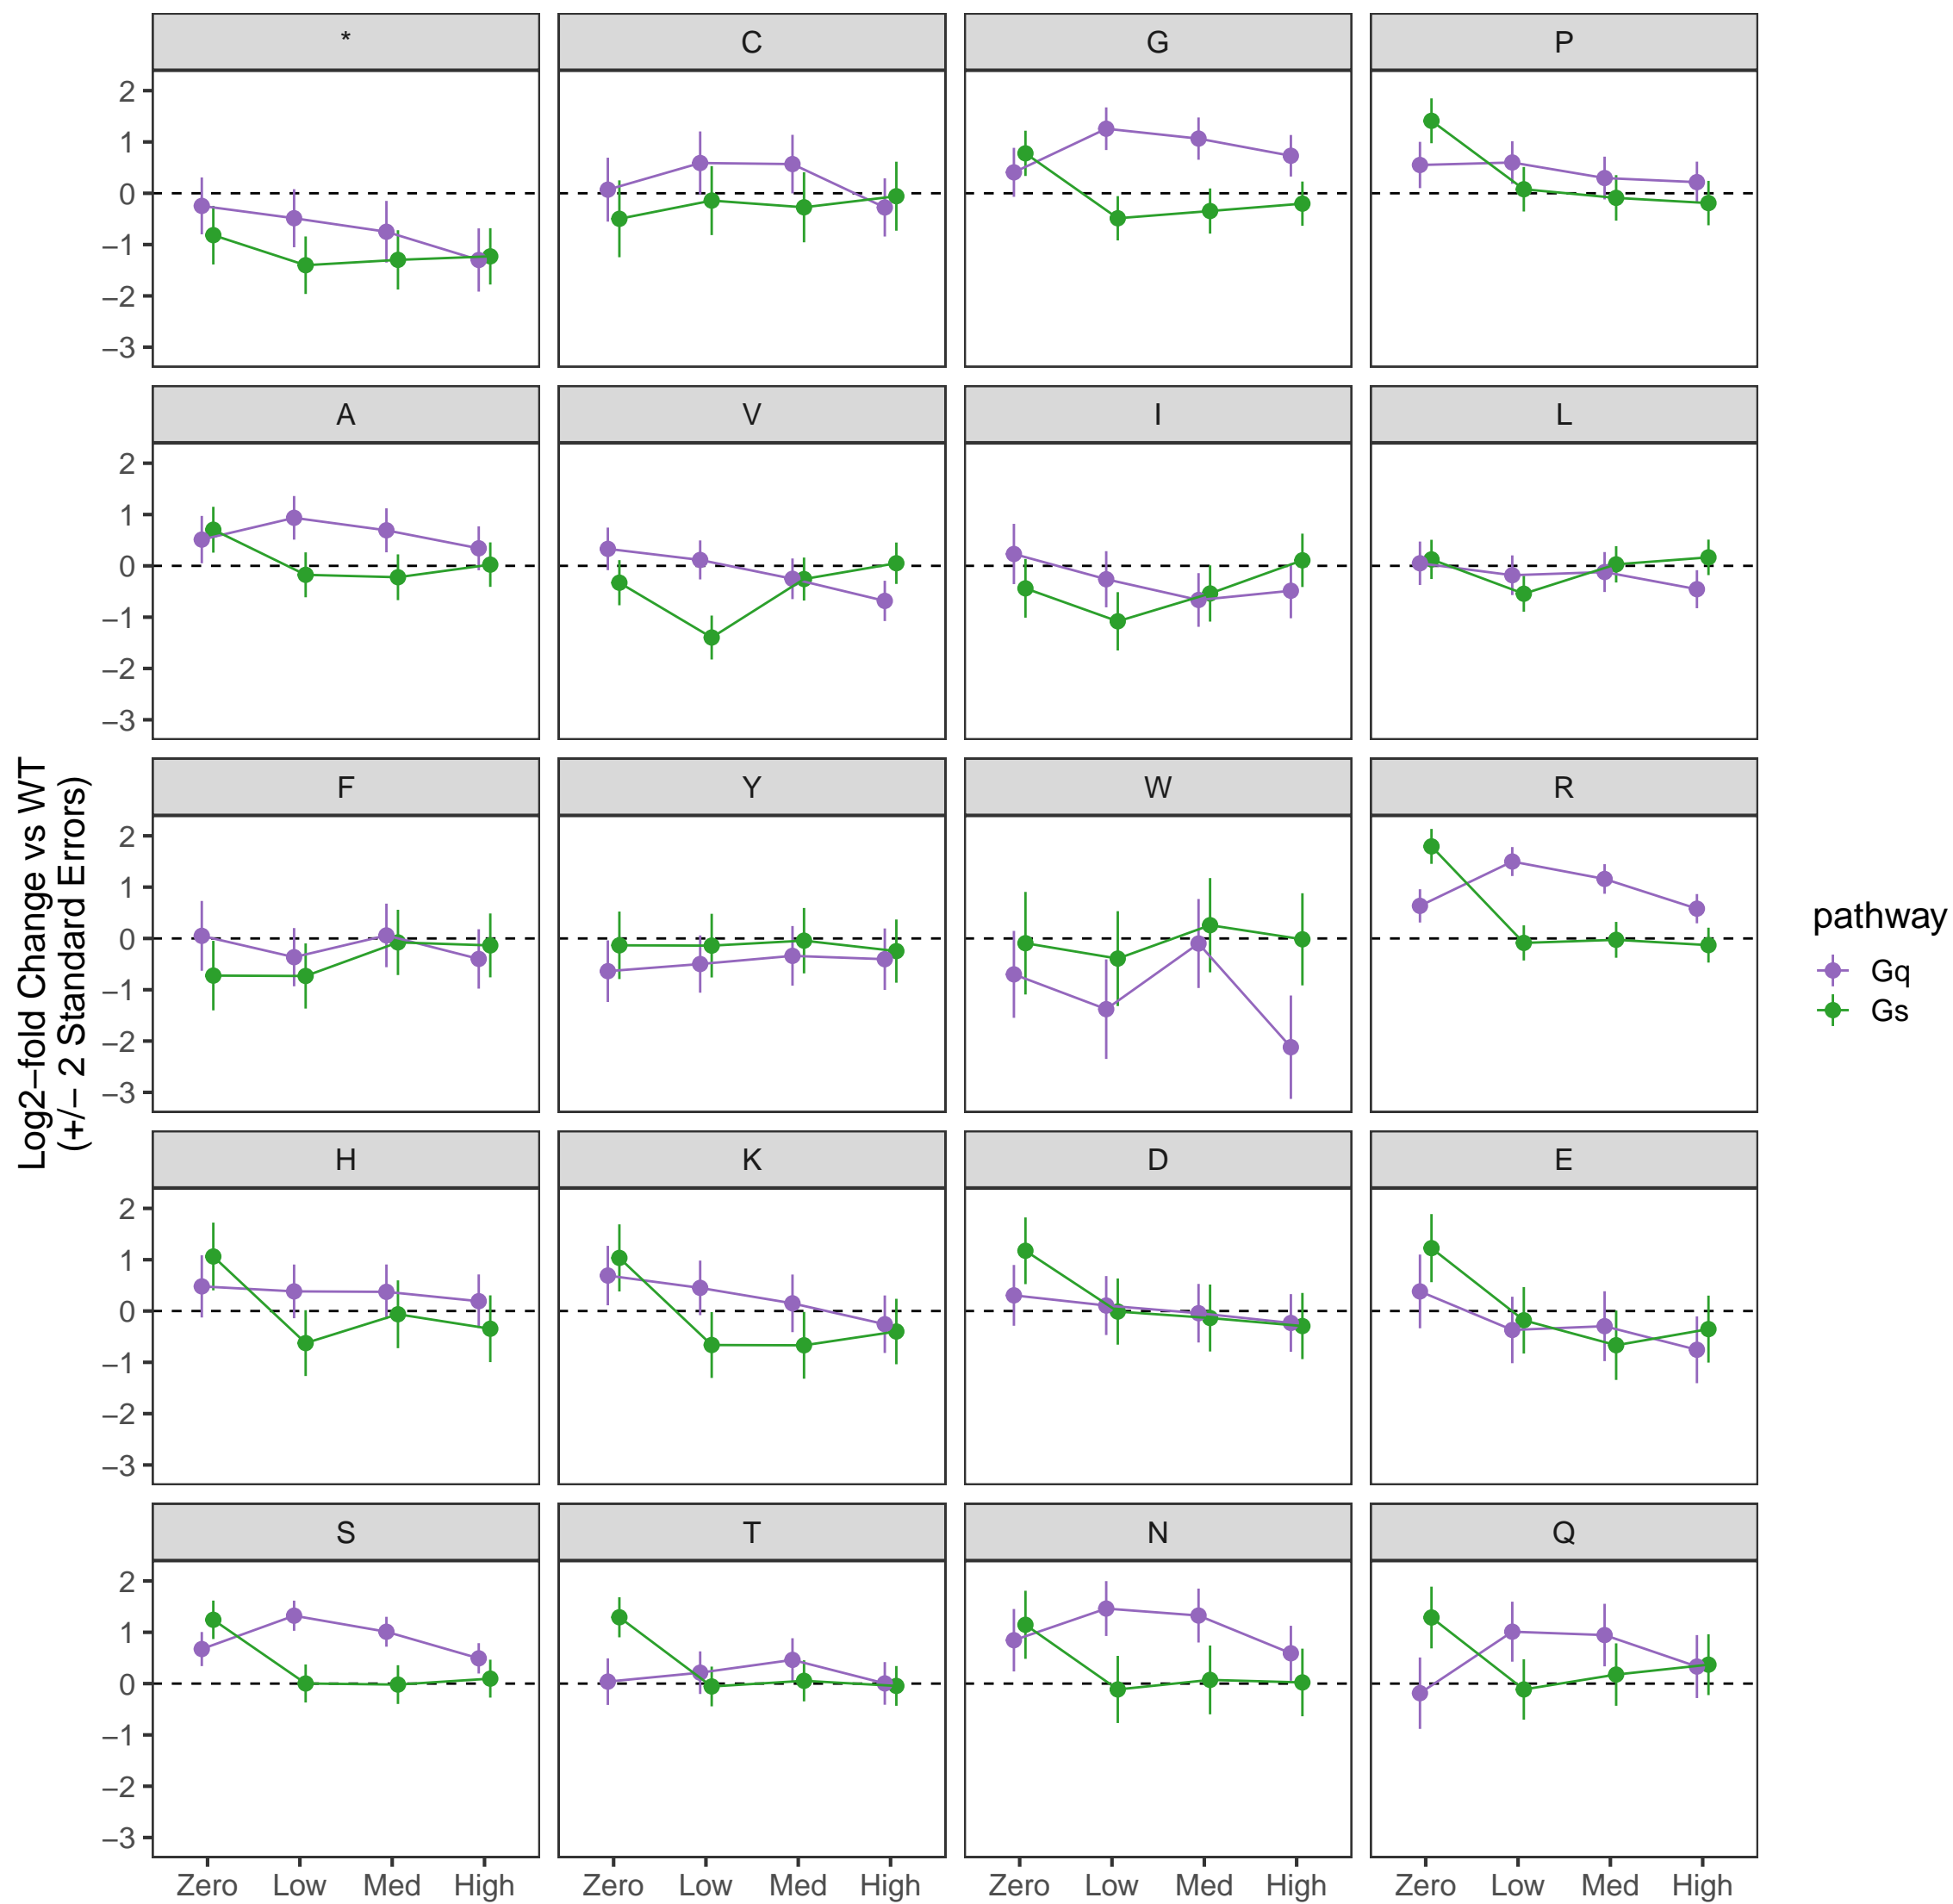 * C G P
2
1
0
−1
−2
−3
A V I L
2
1
0
−1
−2
−3
F Y W R
2
1
0
−1
−2
−3
H K D E
2
1
0
−1
−2
−3
S T N Q
2
1
0
−1
−2
−3
Zero Low Med High Zero Low Med High Zero Low Med High Zero Low Med High
Log2−fold Change vs WT
(+/− 2 Standard Errors)
pathway
Gq
Gs